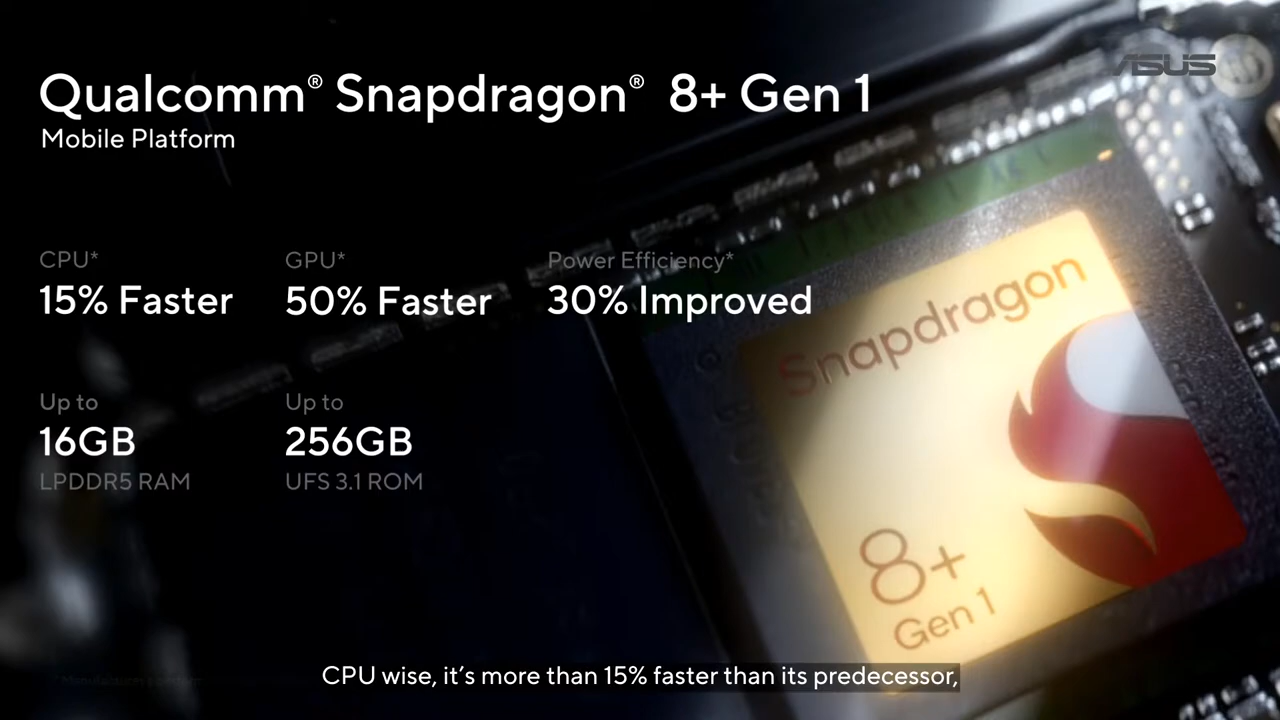 ASUS
Qualcomm® Snapdragon® 8+ Gen 1
Mobile Platform
CPU*
15% Faster
GPU*
50% Faster
Power Efficiency*
30% Improved
Up to
16GB
LPDDR5 RAM
Up to
256GB
UFS 3.1 ROM
Snapdragon
8+
Gen 1
CPU wise, it’s more than 15% faster than its predecessor,